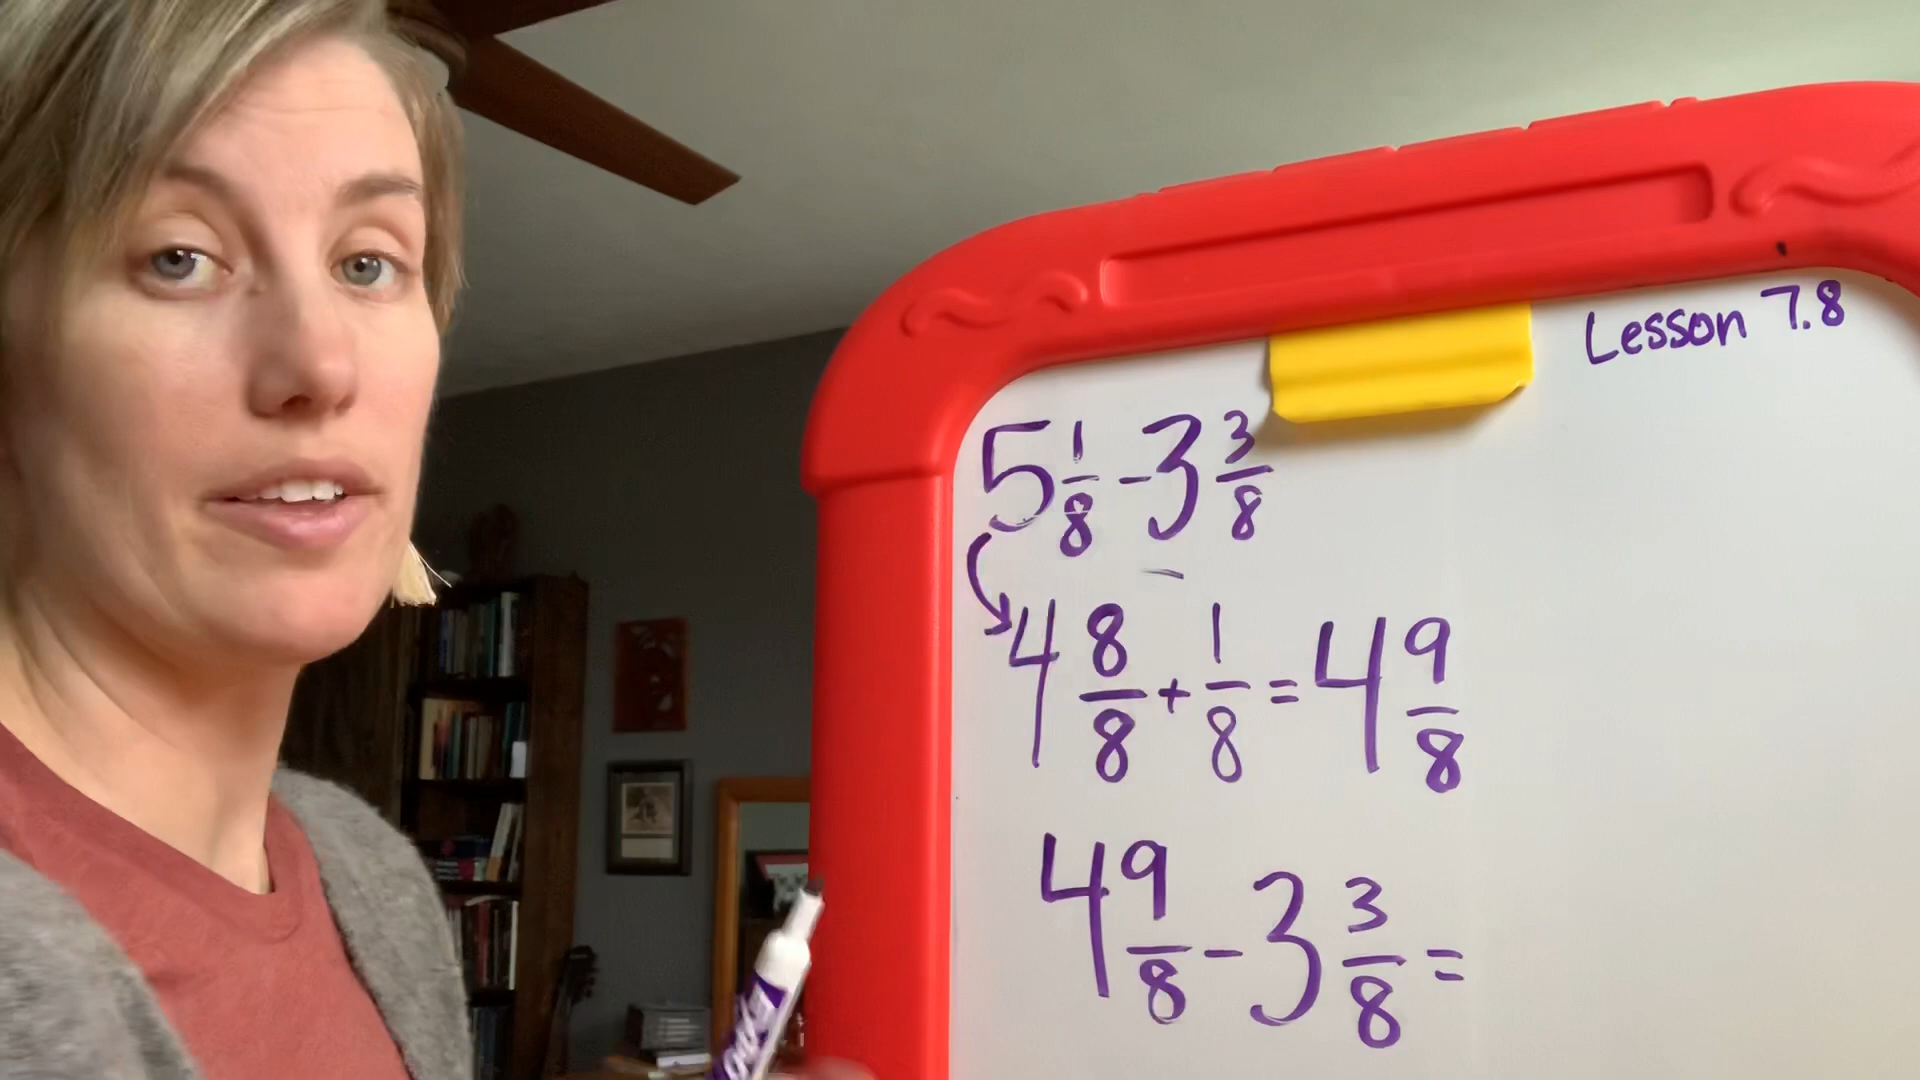 Lesson 7.8
5 1/8 - 3 3/8
4 8/8 + 1/8 = 4 9/8
4 9/8 - 3 3/8 =
EXPO